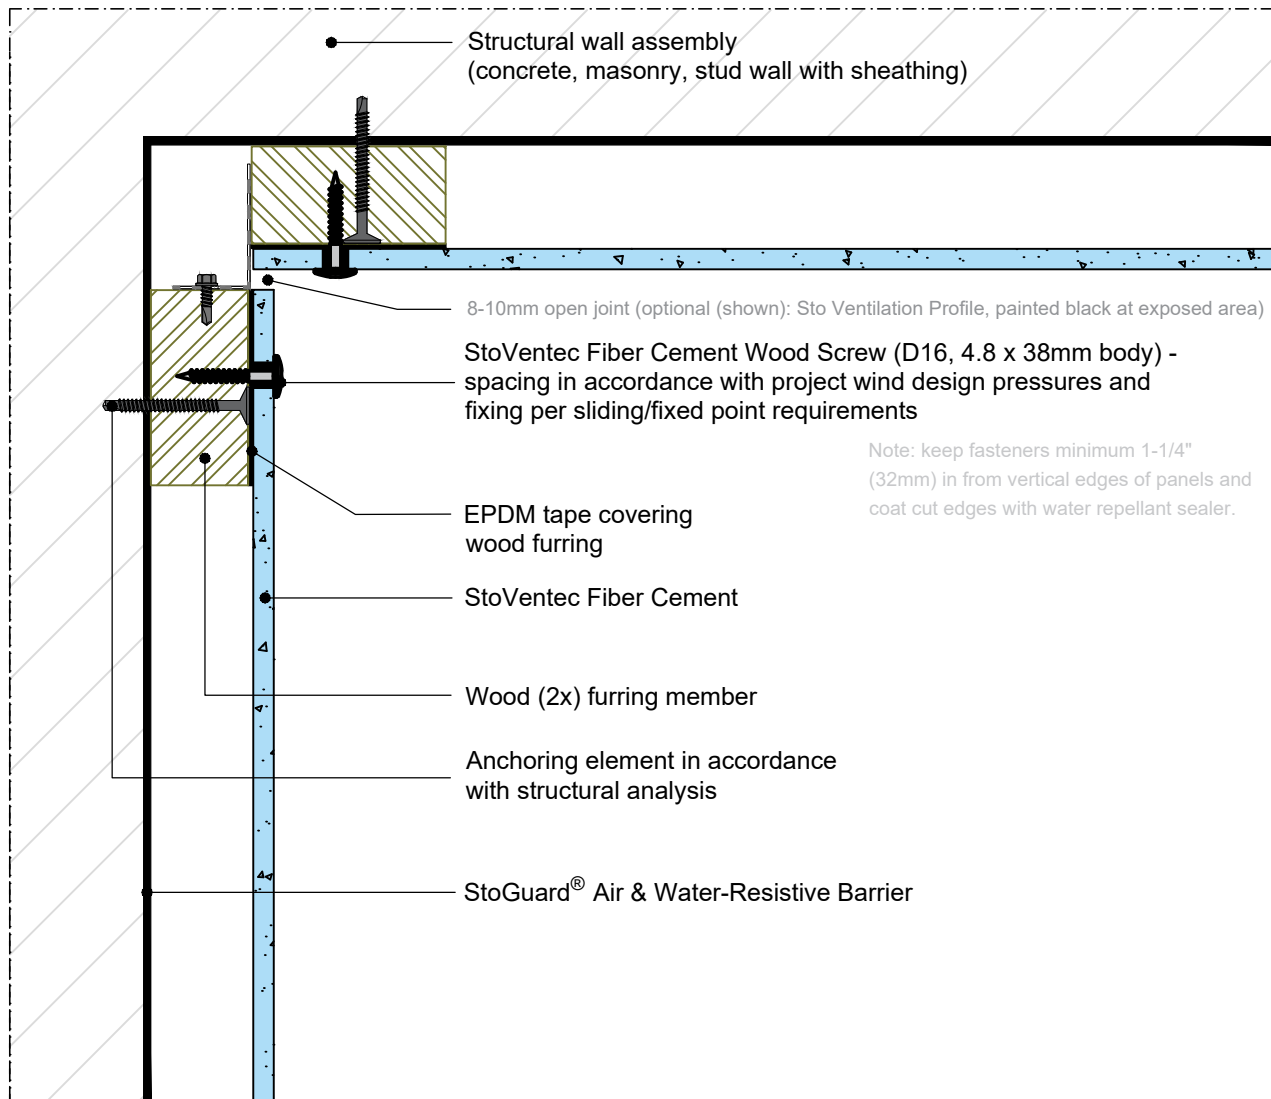 Structural wall assembly
(concrete, masonry, stud wall with sheathing)
8-10mm open joint (optional (shown): Sto Ventilation Profile, painted black at exposed area)
StoVentec Fiber Cement Wood Screw (D16, 4.8 x 38mm body) -
spacing in accordance with project wind design pressures and
fixing per sliding/fixed point requirements
Note: keep fasteners minimum 1-1/4"
(32mm) in from vertical edges of panels and
coat cut edges with water repellant sealer.
EPDM tape covering
wood furring
StoVentec Fiber Cement
Wood (2x) furring member
Anchoring element in accordance
with structural analysis
StoGuard® Air & Water-Resistive Barrier